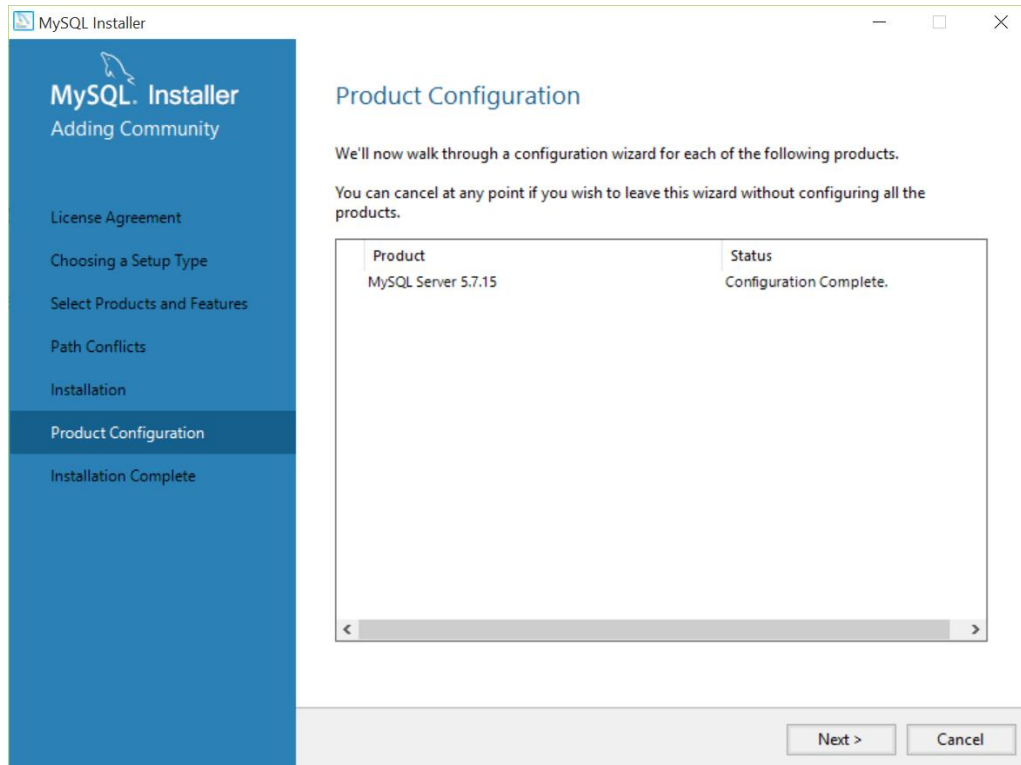 MySQL Installer
MySQL. Installer
Adding Community
License Agreement
Choosing a Setup Type
Select Products and Features
Path Conflicts
Installation
Product Configuration
Installation Complete
Product Configuration
We'll now walk through a configuration wizard for each of the following products.
You can cancel at any point if you wish to leave this wizard without configuring all the
products.
Product Status
MySQL Server 5.7.15 Configuration Complete.
Next > Cancel